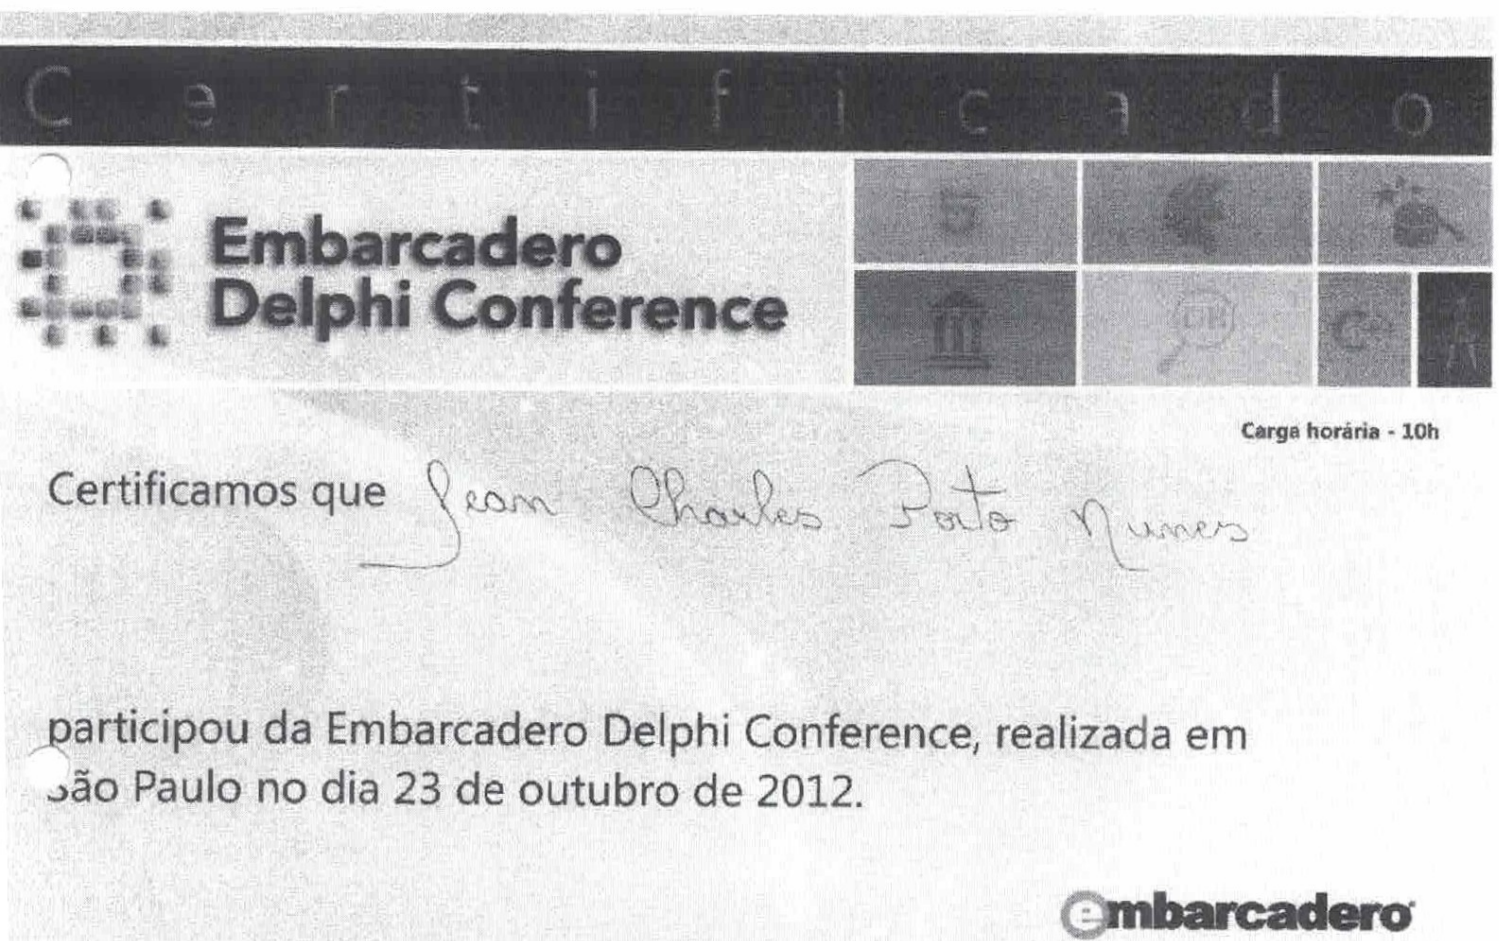 Certificado
Embarcadero
Delphi Conference
Carga horária - 10h
Certificamos que Jean Charles Porto Nunes
participou da Embarcadero Delphi Conference, realizada em
São Paulo no dia 23 de outubro de 2012.
embarcadero